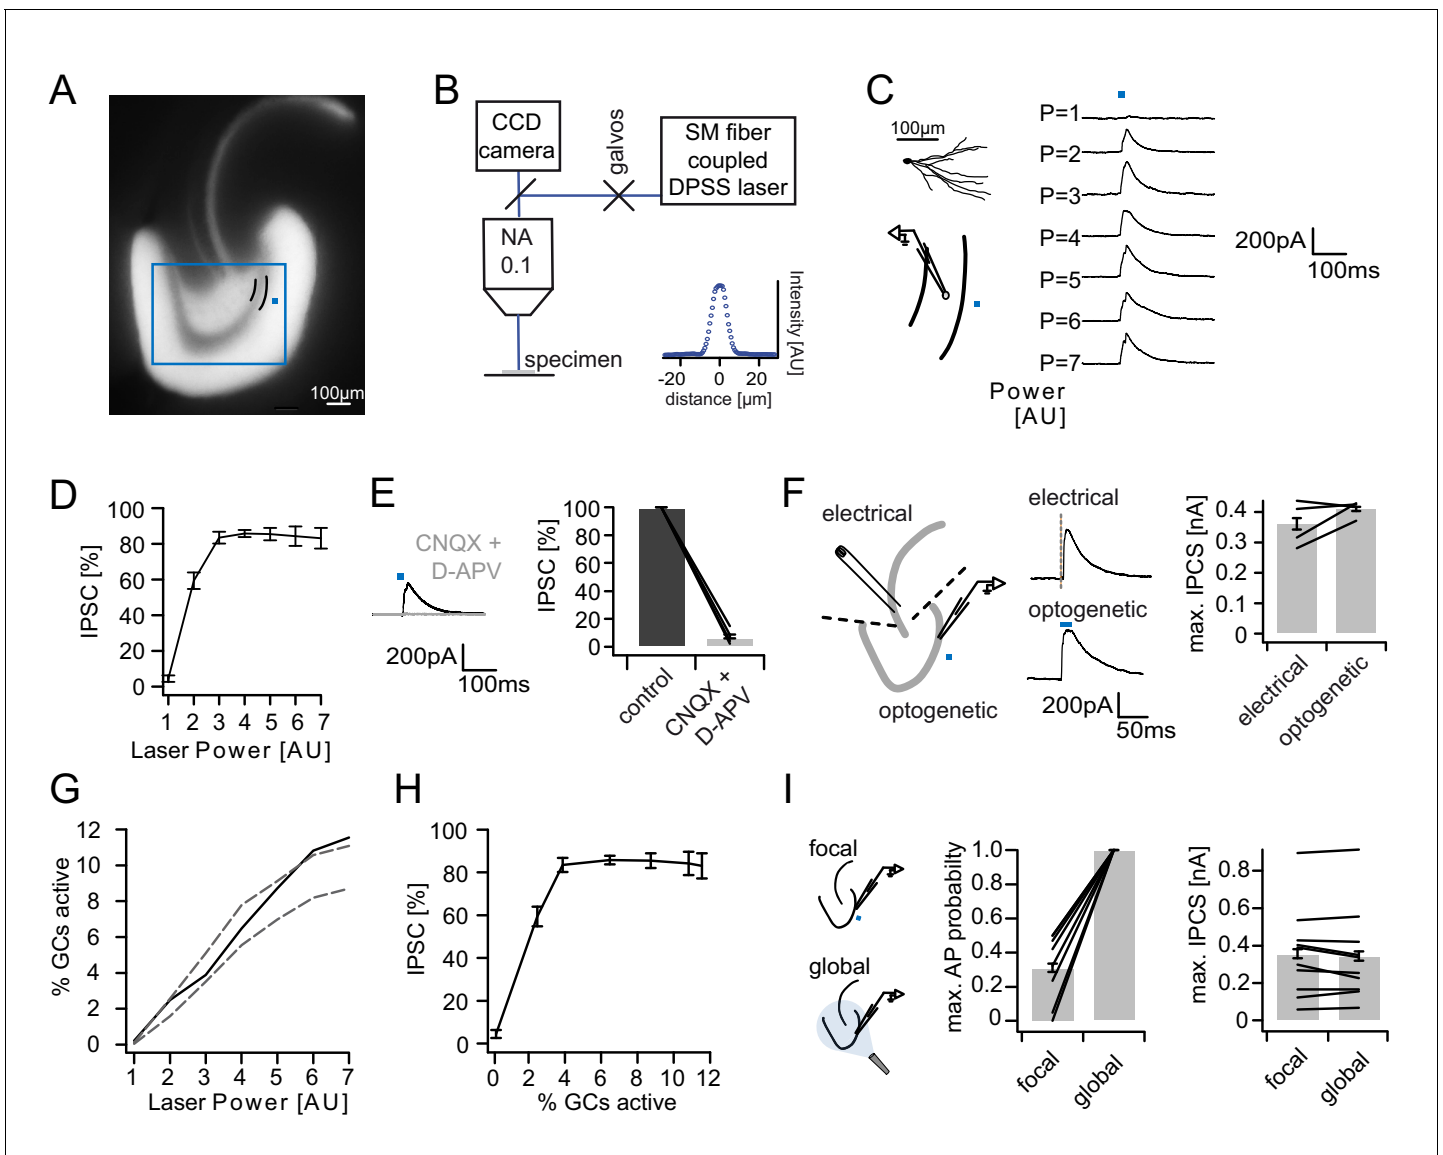 A
100µm
B
CCD
camera
galvos
SM fiber
coupled
DPSS laser
NA
0.1
specimen
Intensity [AU]
-20 0 20
distance [µm]
C
100µm
P=1
P=2
P=3
P=4
P=5
P=6
P=7
Power
[AU]
200pA
100ms
D
IPSC [%]
100
80
60
40
20
0
1 2 3 4 5 6 7
Laser Power [AU]
E
CNQX +
D-APV
200pA
100ms
IPSC [%]
100
80
60
40
20
0
control
CNQX +
D-APV
F
electrical
optogenetic
electrical
optogenetic
200pA
50ms
max. IPCS [nA]
0.4
0.3
0.2
0.1
0
electrical
optogenetic
G
% GCs active
12
10
8
6
4
2
0
1 2 3 4 5 6 7
Laser Power [AU]
H
IPSC [%]
100
80
60
40
20
0
0 2 4 6 8 10 12
% GCs active
I
focal
global
max. AP probability
1.0
0.8
0.6
0.4
0.2
0
focal
global
max. IPCS [nA]
0.8
0.6
0.4
0.2
0
focal
global